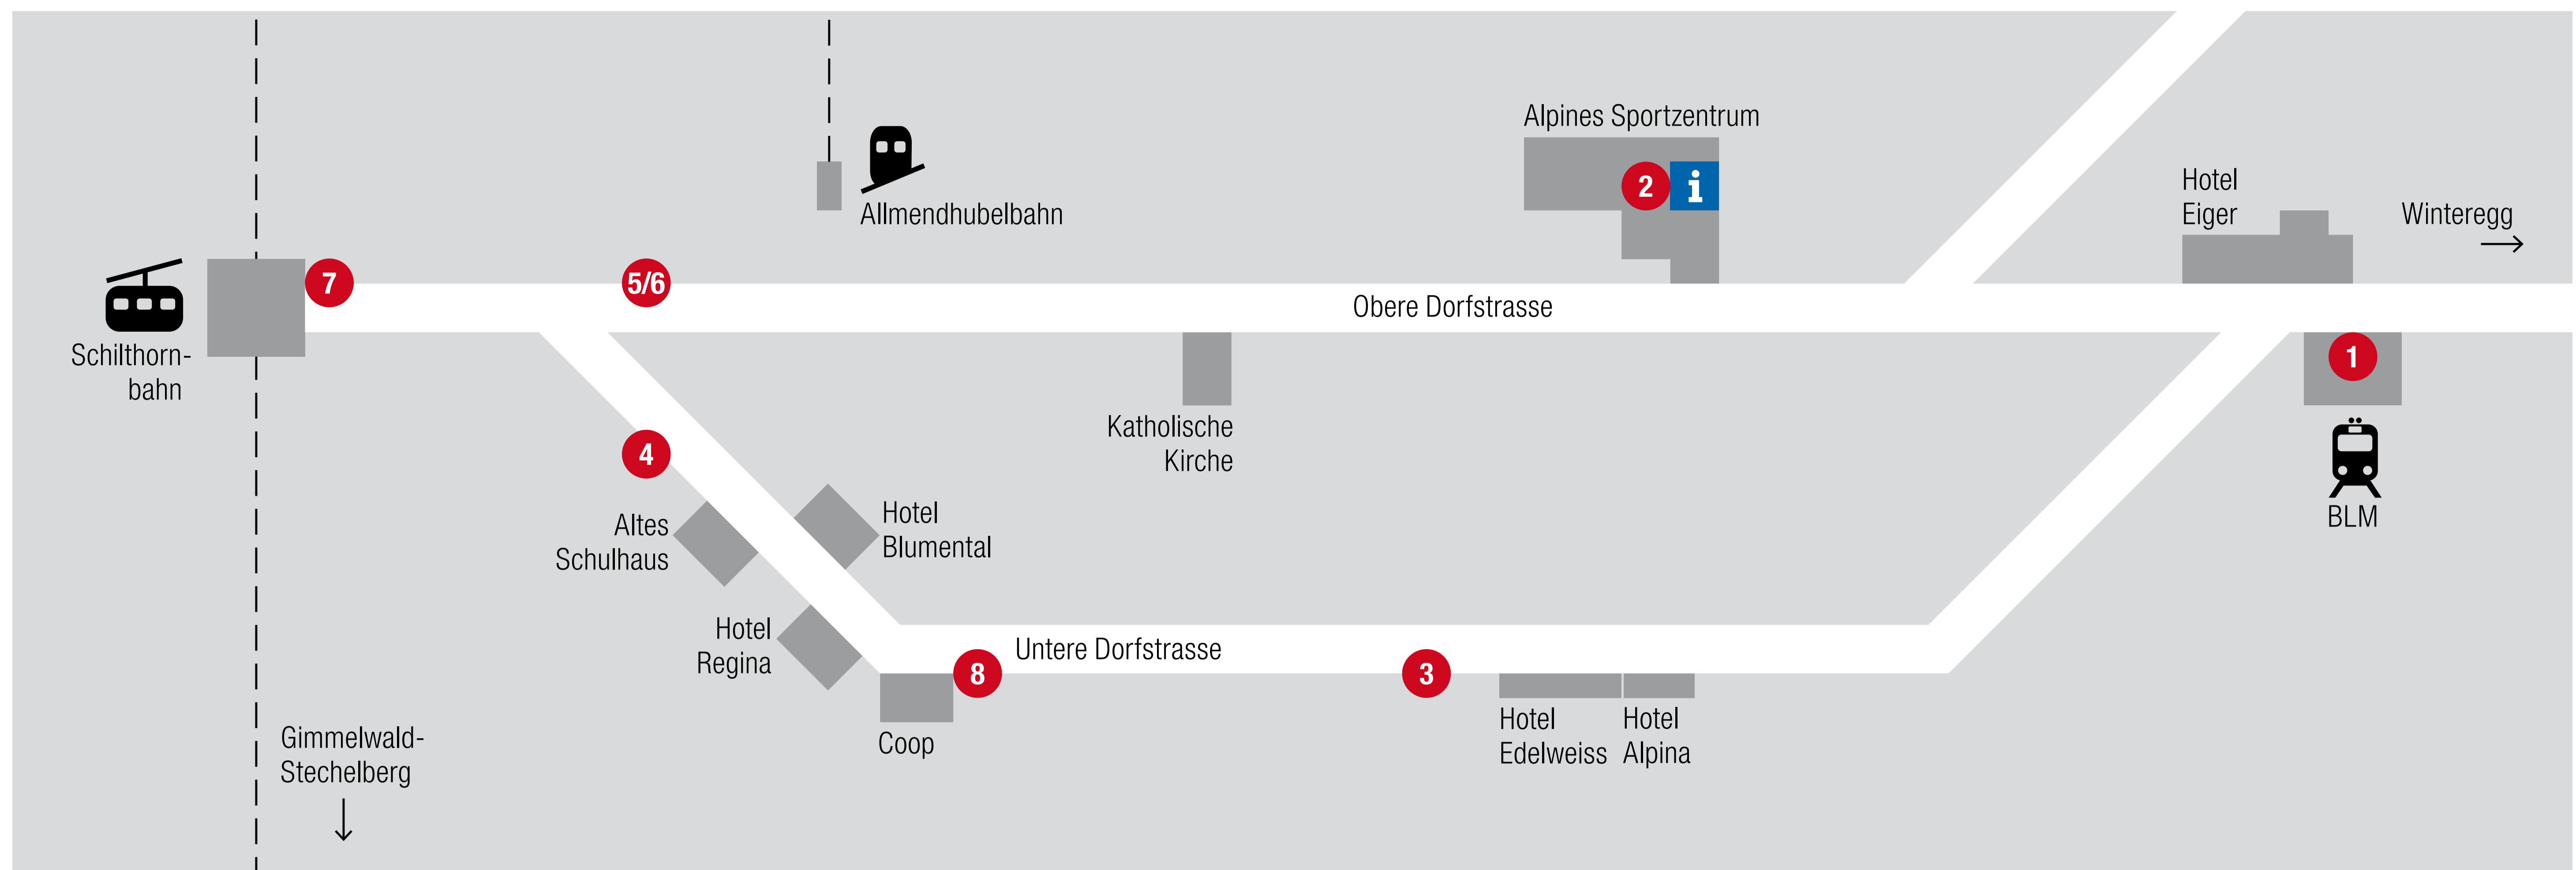 Alpines Sportzentrum
2
i
Hotel
Eiger
Winteregg
Allmendhubelbahn
7
5/6
Obere Dorfstrasse
Schilthorn-
bahn
1
BLM
Katholische
Kirche
4
Altes
Schulhaus
Hotel
Blumental
Hotel
Regina
Untere Dorfstrasse
8
3
Coop
Hotel
Edelweiss
Hotel
Alpina
Gimmelwald-
Stechelberg